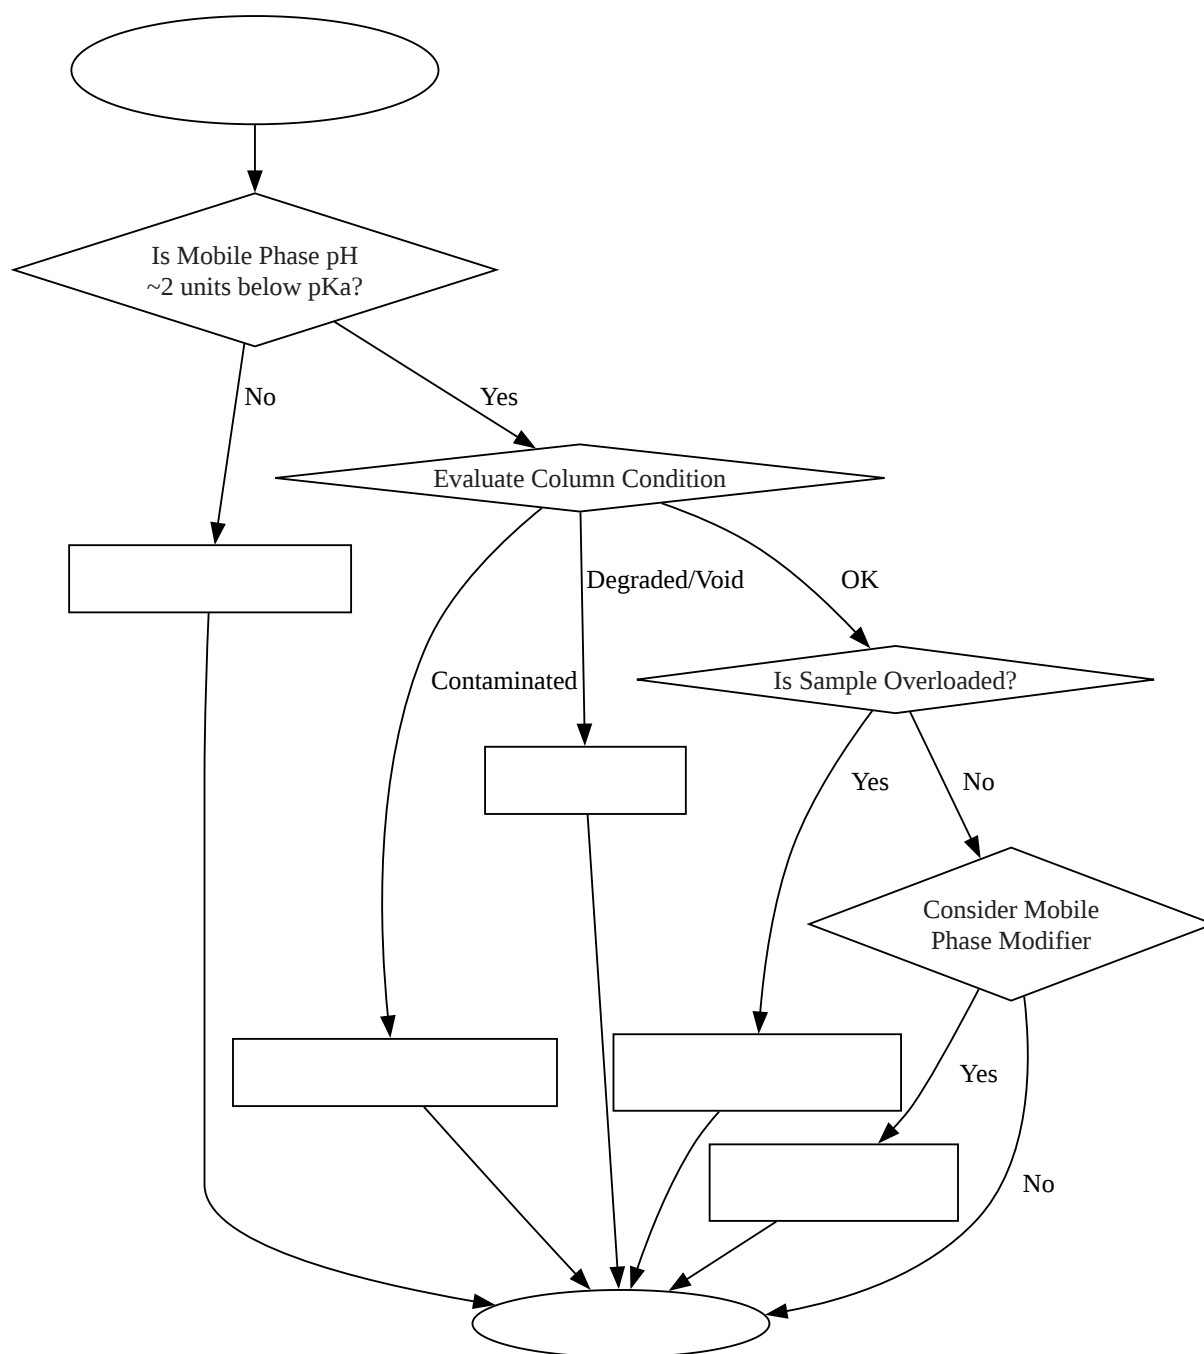 Is Mobile Phase pH
~2 units below pKa?
No
Yes
Evaluate Column Condition
Degraded/Void
OK
Contaminated
Is Sample Overloaded?
Yes
No
Consider Mobile
Phase Modifier
Yes
No